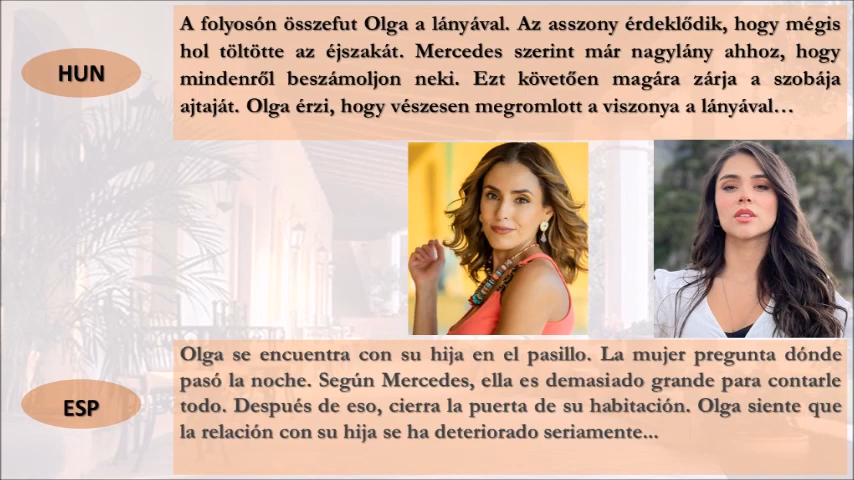 HUN
A folyosón összefut Olga a lányával. Az asszony érdeklődik, hogy mégis
hol töltötte az éjszakát. Mercedes szerint már nagylány ahhoz, hogy
mindenről beszámoljon neki. Ezt követően magára zárja a szobája
ajtaját. Olga érzi, hogy vészesen megromlott a viszonya a lányával…
ESP
Olga se encuentra con su hija en el pasillo. La mujer pregunta dónde
pasó la noche. Según Mercedes, ella es demasiado grande para contarle
todo. Después de eso, cierra la puerta de su habitación. Olga siente que
la relación con su hija se ha deteriorado seriamente...